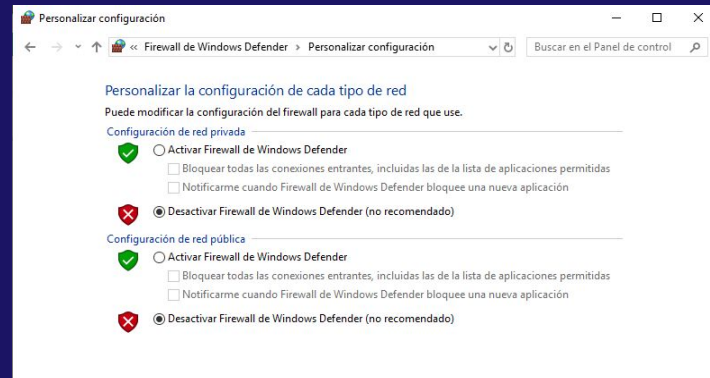 Personalizar configuración
« Firewall de Windows Defender > Personalizar configuración
Buscar en el Panel de control
Personalizar la configuración de cada tipo de red
Puede modificar la configuración del firewall para cada tipo de red que use.
Configuración de red privada
Activar Firewall de Windows Defender
Bloquear todas las conexiones entrantes, incluidas las de la lista de aplicaciones permitidas
Notificarme cuando Firewall de Windows Defender bloquee una nueva aplicación
Desactivar Firewall de Windows Defender (no recomendado)
Configuración de red pública
Activar Firewall de Windows Defender
Bloquear todas las conexiones entrantes, incluidas las de la lista de aplicaciones permitidas
Notificarme cuando Firewall de Windows Defender bloquee una nueva aplicación
Desactivar Firewall de Windows Defender (no recomendado)